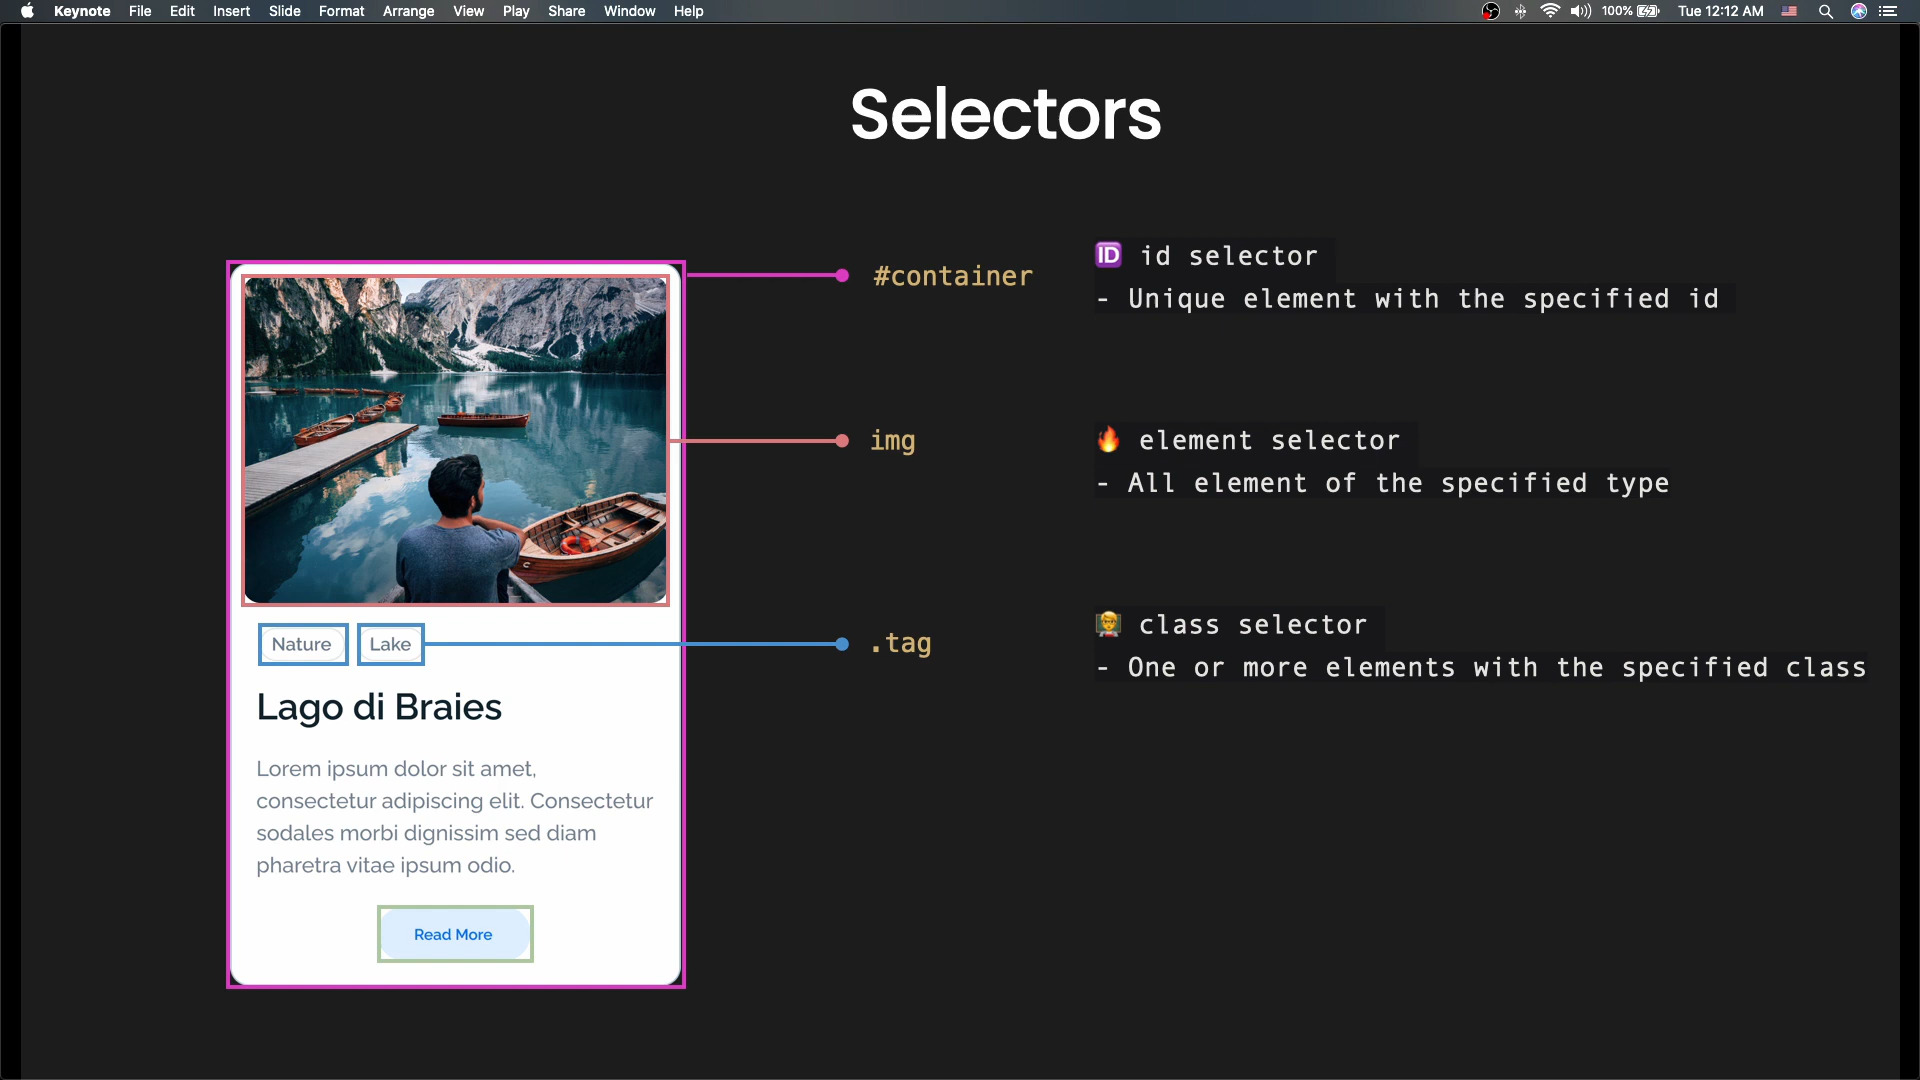 Keynote File Edit Insert Slide Format Arrange View Play Share Window Help 100% Tue 12:12 AM
Selectors
#container
🆔 id selector
- Unique element with the specified id
img
🔥 element selector
- All element of the specified type
Nature Lake
.tag
👩‍🏫 class selector
- One or more elements with the specified class
Lago di Braies
Lorem ipsum dolor sit amet,
consectetur adipiscing elit. Consectetur
sodales morbi dignissim sed diam
pharetra vitae ipsum odio.
Read More